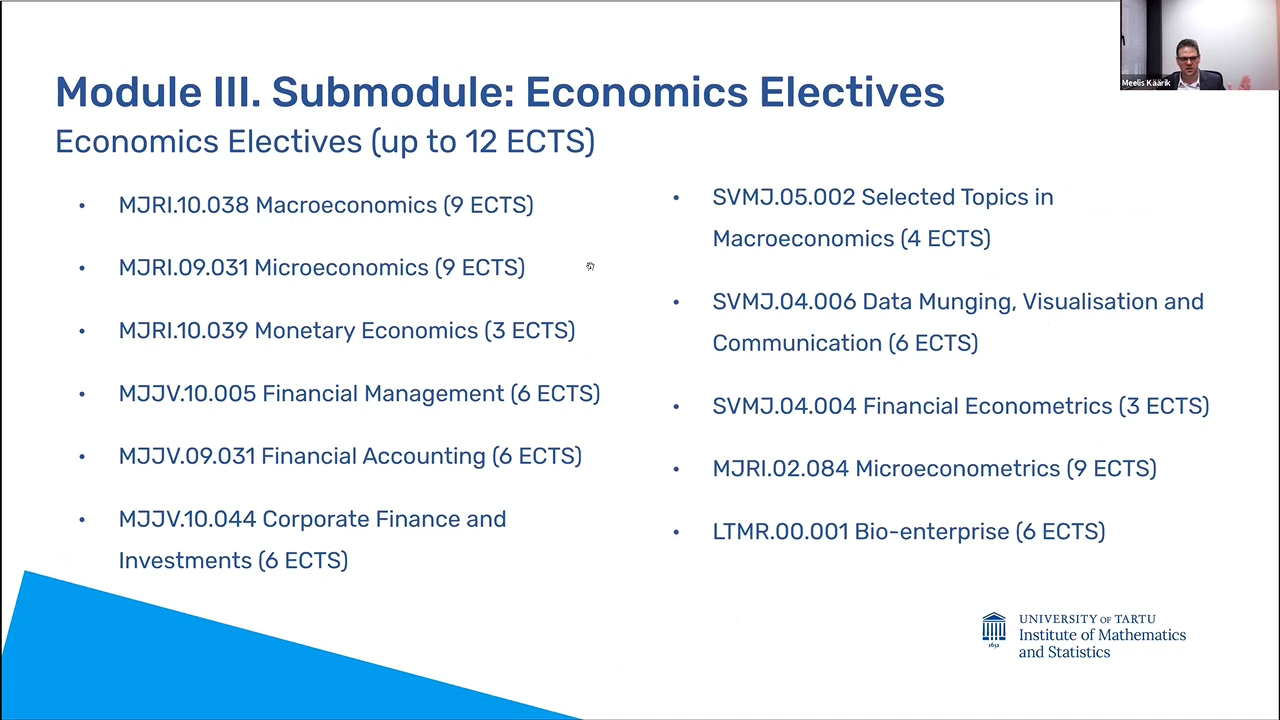 Module III. Submodule: Economics Electives
Economics Electives (up to 12 ECTS)
• MJRI.10.038 Macroeconomics (9 ECTS)
• MJRI.09.031 Microeconomics (9 ECTS)
• MJRI.10.039 Monetary Economics (3 ECTS)
• MJJV.10.005 Financial Management (6 ECTS)
• MJJV.09.031 Financial Accounting (6 ECTS)
• MJJV.10.044 Corporate Finance and
Investments (6 ECTS)
• SVMJ.05.002 Selected Topics in
Macroeconomics (4 ECTS)
• SVMJ.04.006 Data Munging, Visualisation and
Communication (6 ECTS)
• SVMJ.04.004 Financial Econometrics (3 ECTS)
• MJRI.02.084 Microeconometrics (9 ECTS)
• LTMR.00.001 Bio-enterprise (6 ECTS)
Meelis Käärik
1632
UNIVERSITY OF TARTU
Institute of Mathematics
and Statistics